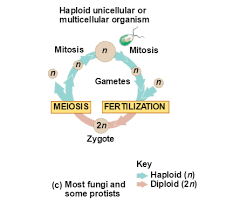 Haploid unicellular or
multicellular organism
Mitosis n Mitosis
n n n n
Gametes
MEIOSIS FERTILIZATION
2n
Zygote
Key
Haploid (n)
Diploid (2n)
(c) Most fungi and
some protists